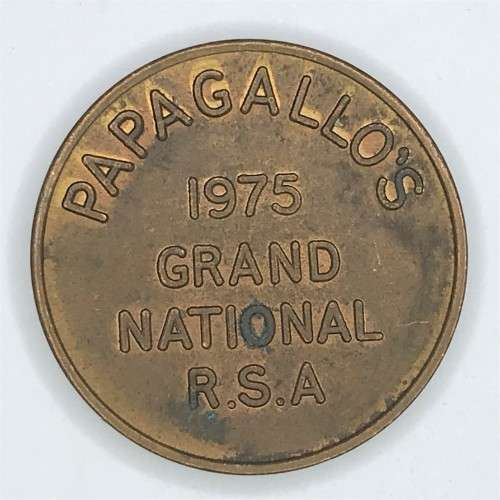 PAPAGALLO'S
1975
GRAND
NATIONAL
R.S.A